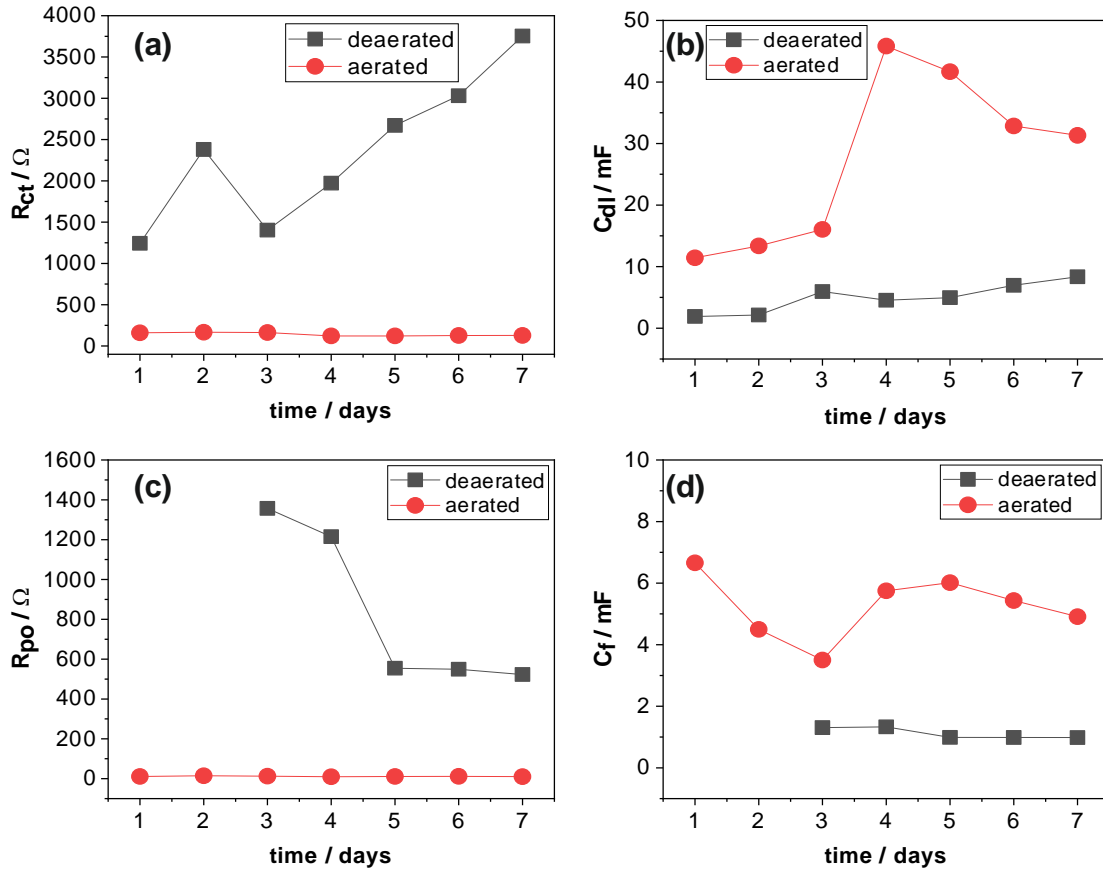 (a)
deaerated
aerated
R_ct / Ω
4000
3500
3000
2500
2000
1500
1000
500
0
1 2 3 4 5 6 7
time / days
(b)
deaerated
aerated
C_dl / mF
50
40
30
20
10
0
1 2 3 4 5 6 7
time / days
(c)
deaerated
aerated
R_po / Ω
1600
1400
1200
1000
800
600
400
200
0
1 2 3 4 5 6 7
time / days
(d)
deaerated
aerated
C_f / mF
10
8
6
4
2
0
1 2 3 4 5 6 7
time / days